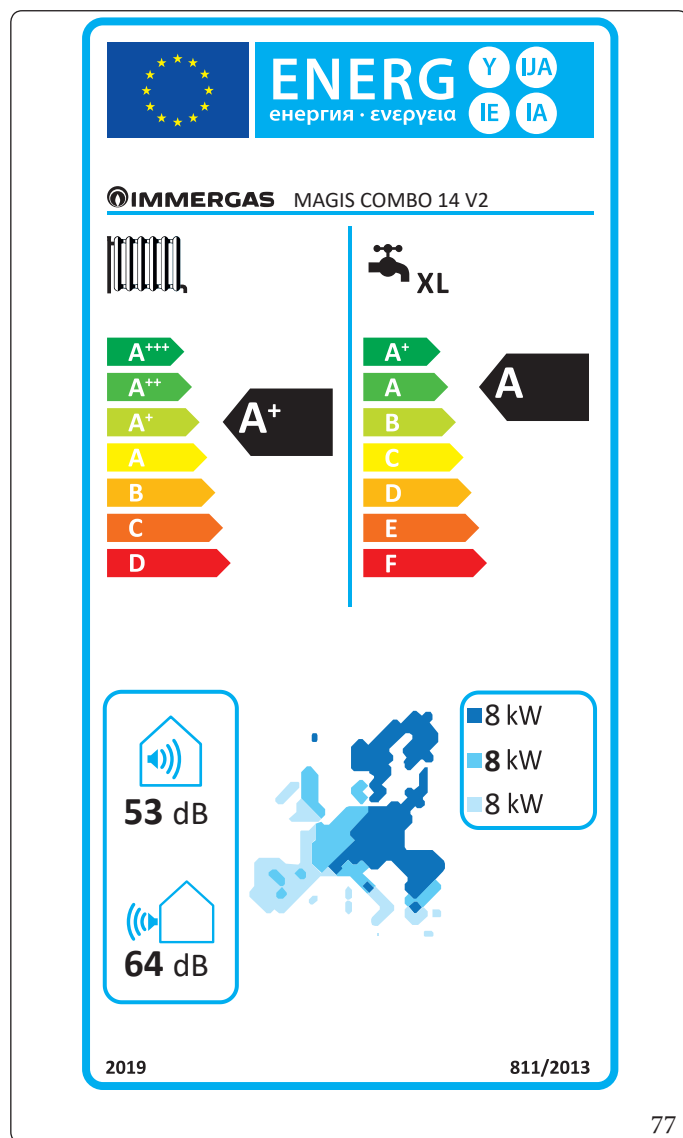 ENERG Y IJA
енергия · ενεργεια IE IA
IMMERGAS MAGIS COMBO 14 V2
XL
A+++
A++
A+
A
B
C
D
A+
A+
A
B
C
D
E
F
A
53 dB
64 dB
8 kW
8 kW
8 kW
2019 811/2013
77